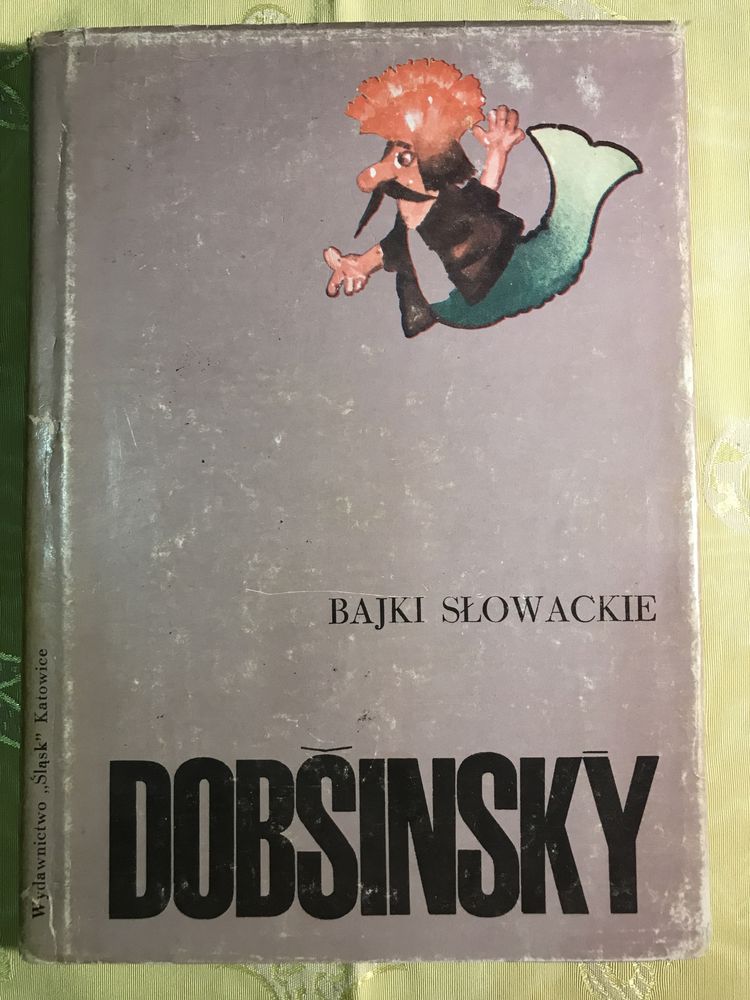 BAJKI SŁOWACKIE
DOBŠINSKÝ
Wydawnictwo „Śląsk” Katowice